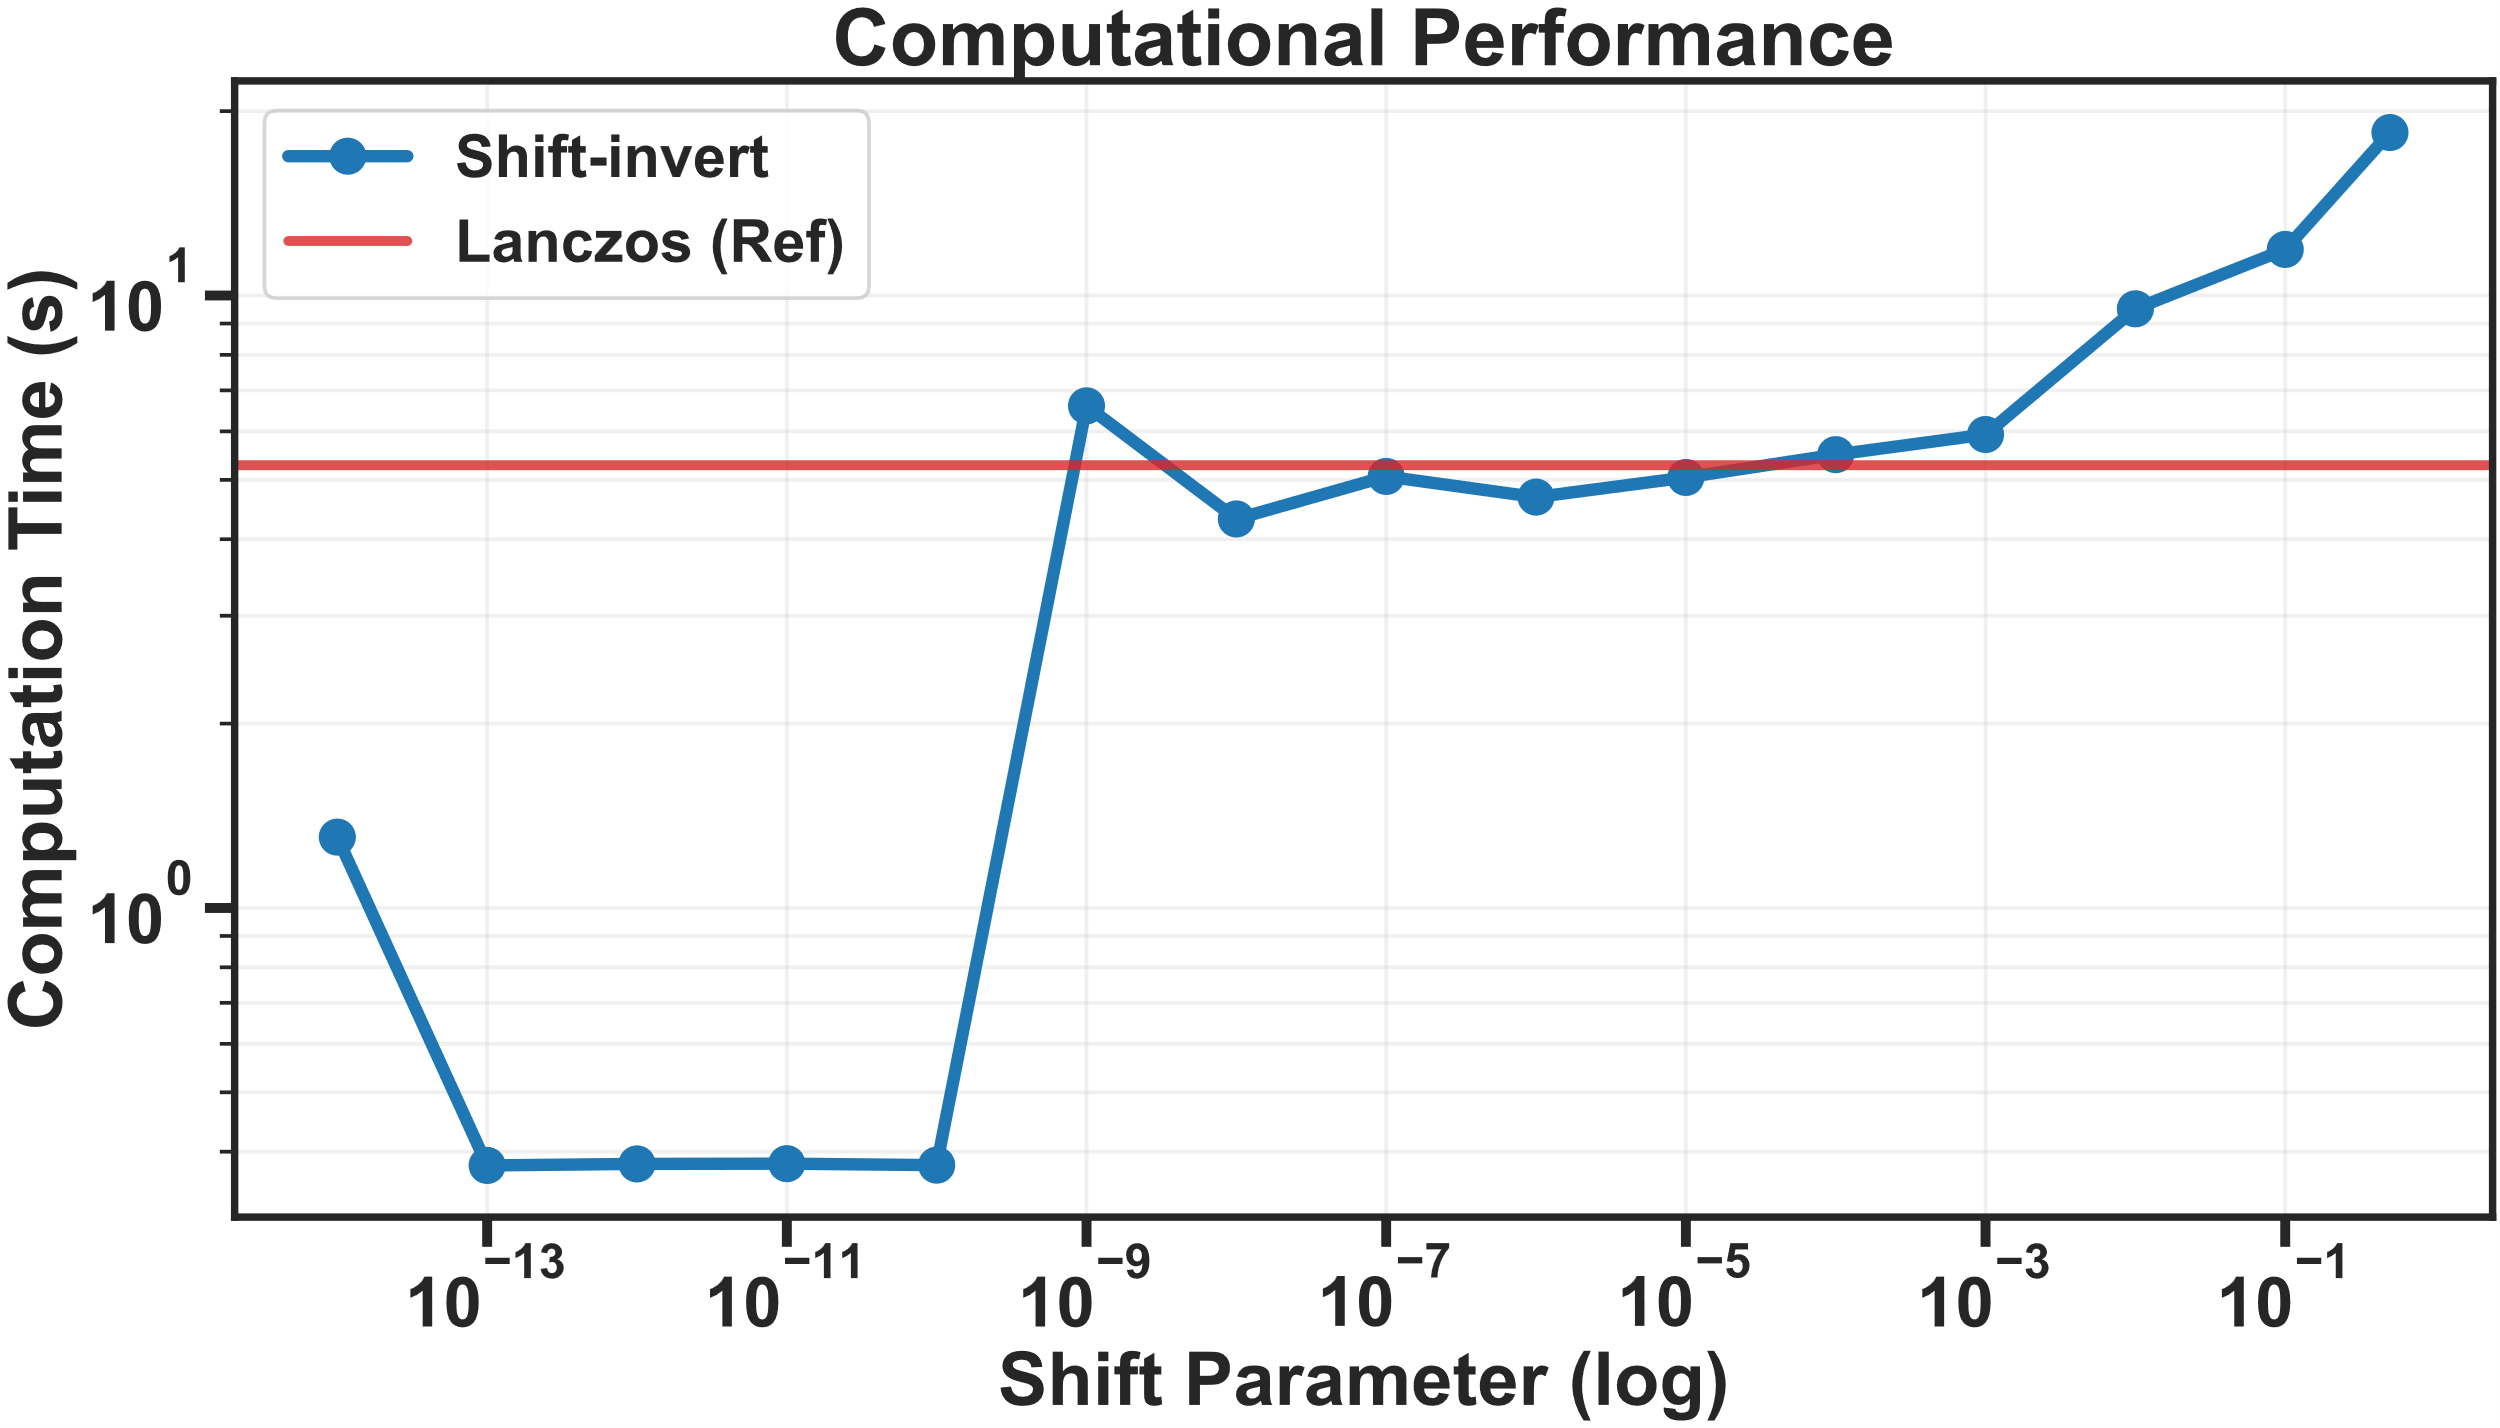 Computational Performance
Shift-invert
Lanczos (Ref)
Computation Time (s)
10^1
10^0
10^−13
10^−11
10^−9
10^−7
10^−5
10^−3
10^−1
Shift Parameter (log)